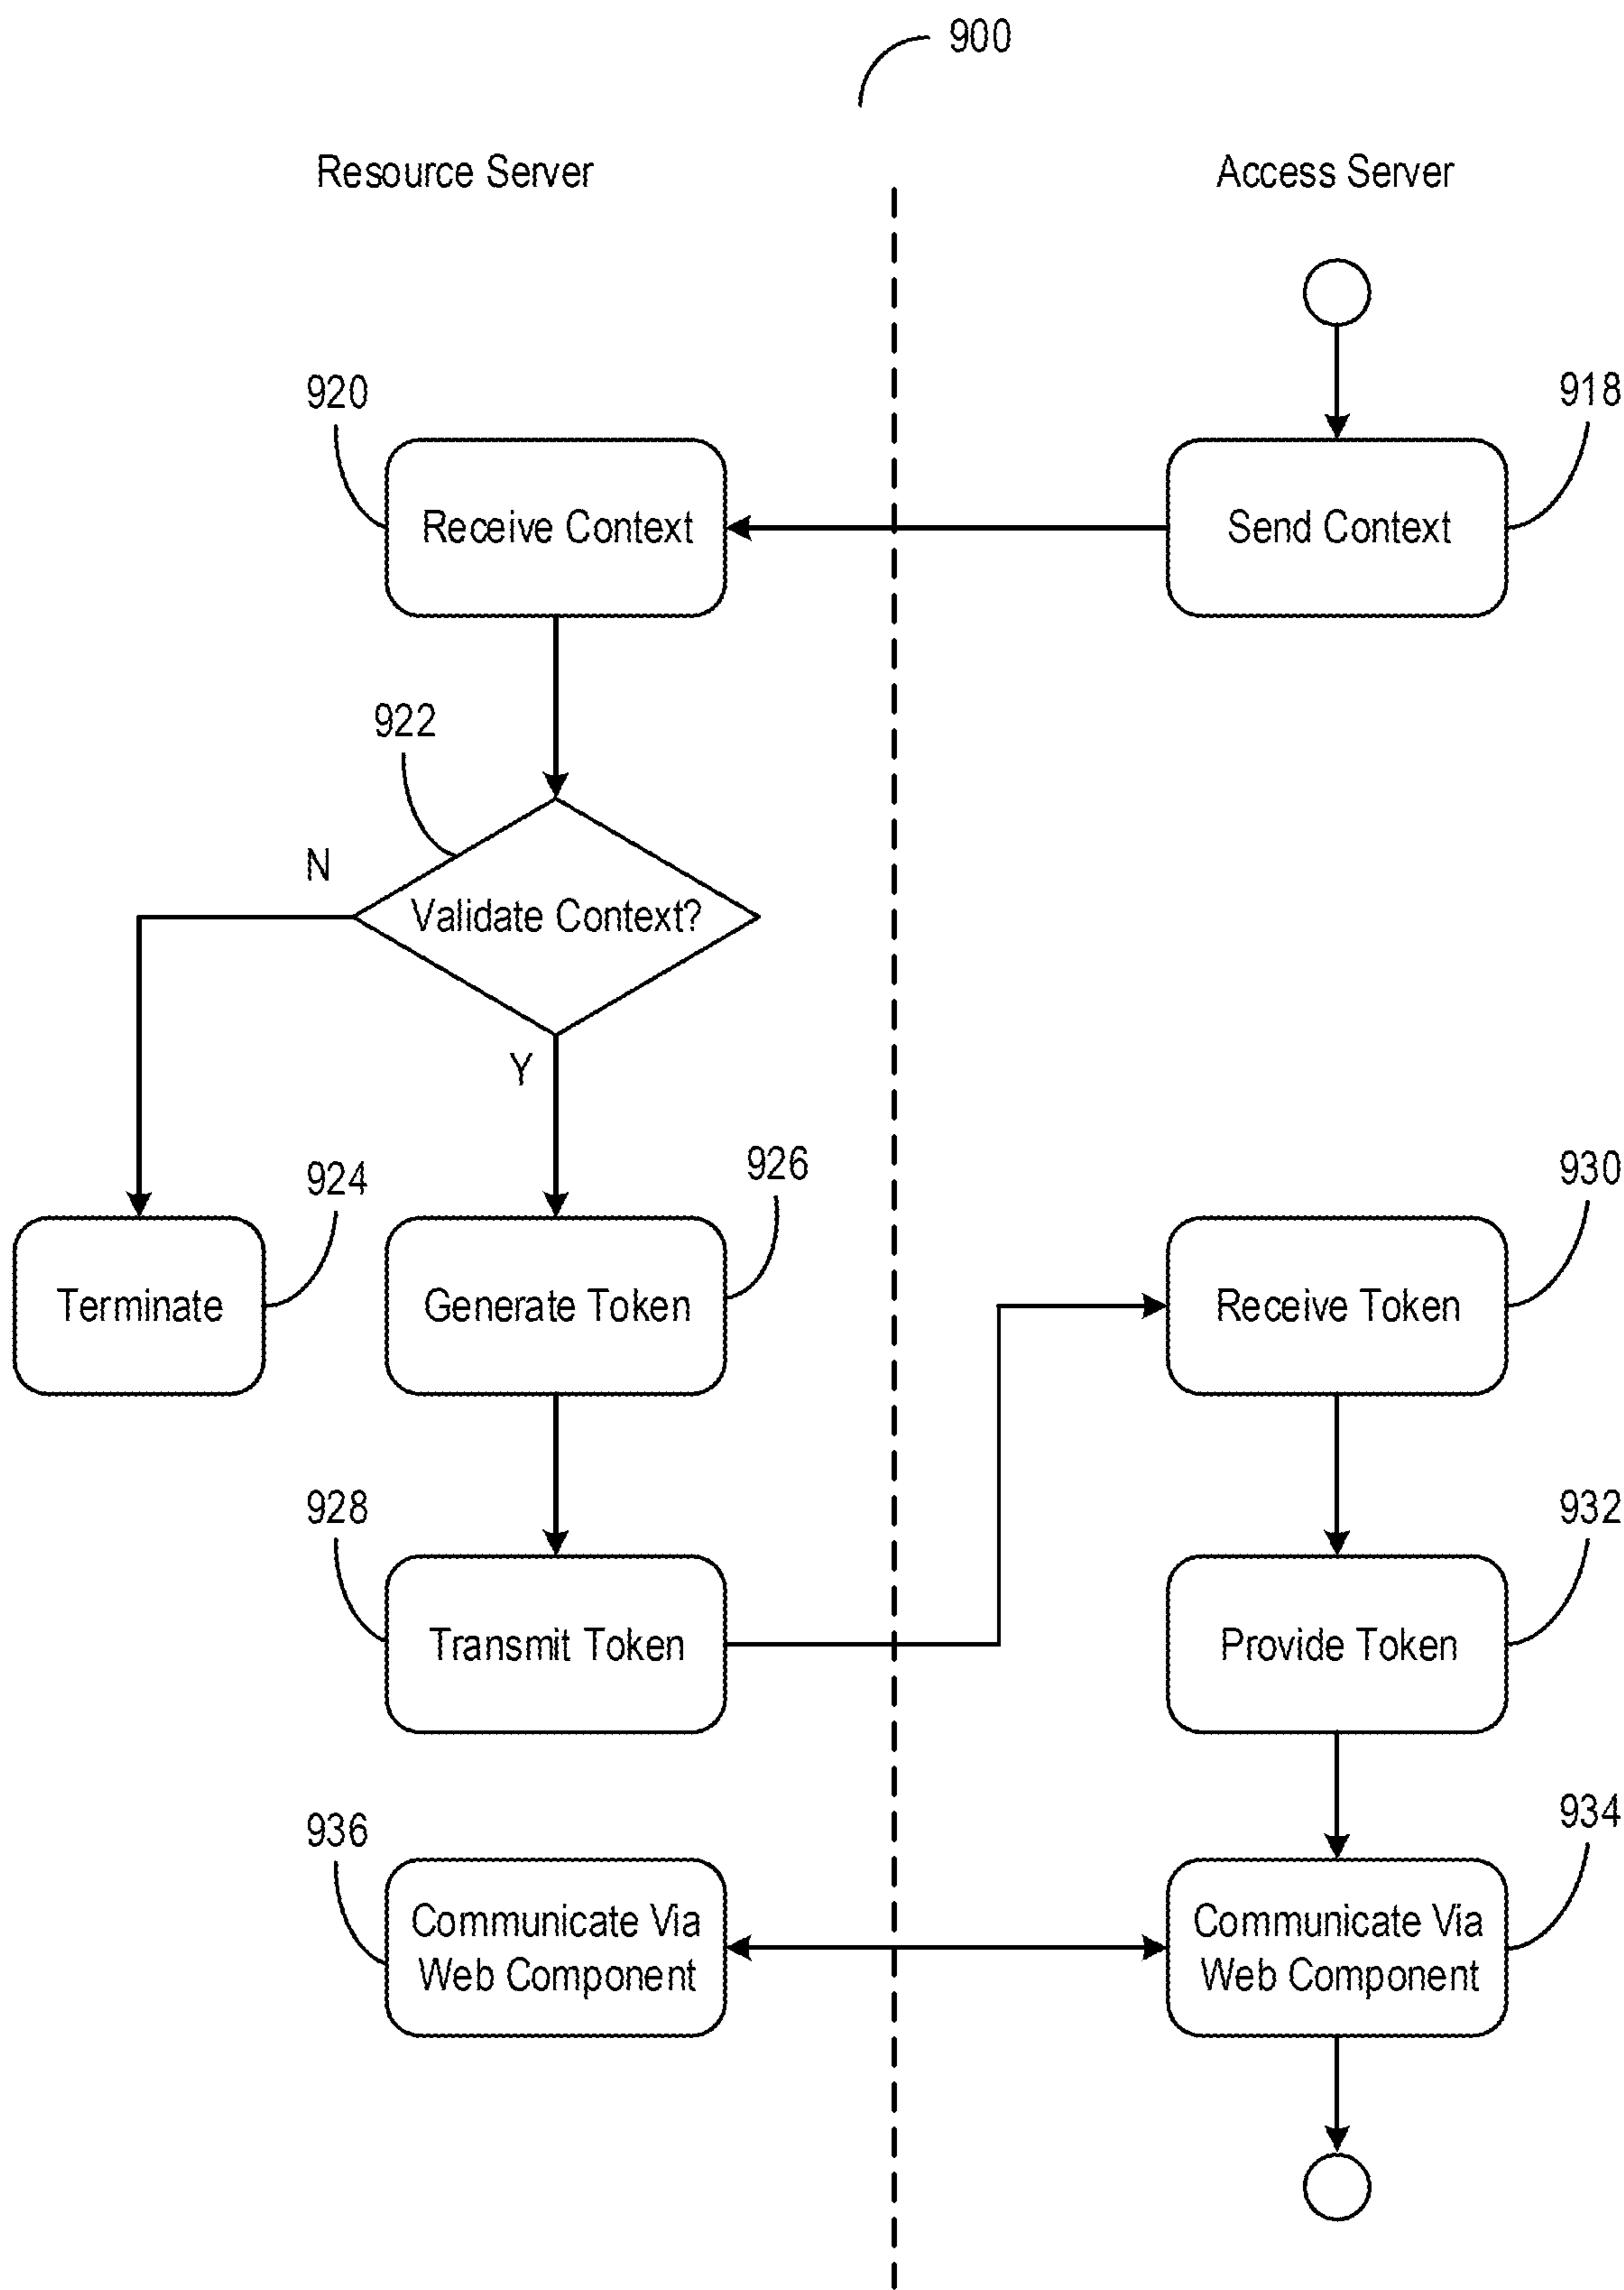 900
Resource Server
Access Server
920
918
Receive Context
Send Context
922
N
Validate Context?
Y
924
926
930
Terminate
Generate Token
Receive Token
928
932
Transmit Token
Provide Token
936
934
Communicate Via
Web Component
Communicate Via
Web Component